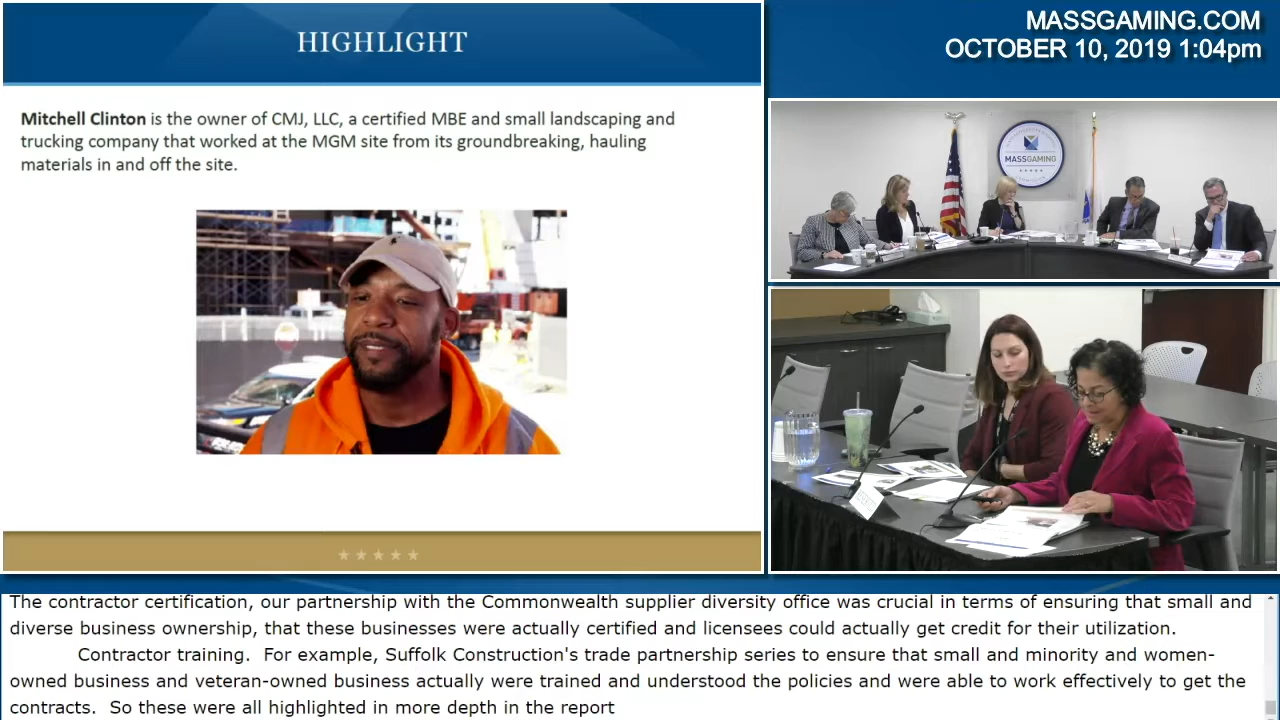 HIGHLIGHT
Mitchell Clinton is the owner of CMJ, LLC, a certified MBE and small landscaping and
trucking company that worked at the MGM site from its groundbreaking, hauling
materials in and off the site.
MASSGAMING.COM
OCTOBER 10, 2019 1:04pm
MASSGAMING
The contractor certification, our partnership with the Commonwealth supplier diversity office was crucial in terms of ensuring that small and
diverse business ownership, that these businesses were actually certified and licensees could actually get credit for their utilization.
Contractor training.  For example, Suffolk Construction's trade partnership series to ensure that small and minority and women-
owned business and veteran-owned business actually were trained and understood the policies and were able to work effectively to get the
contracts.  So these were all highlighted in more depth in the report